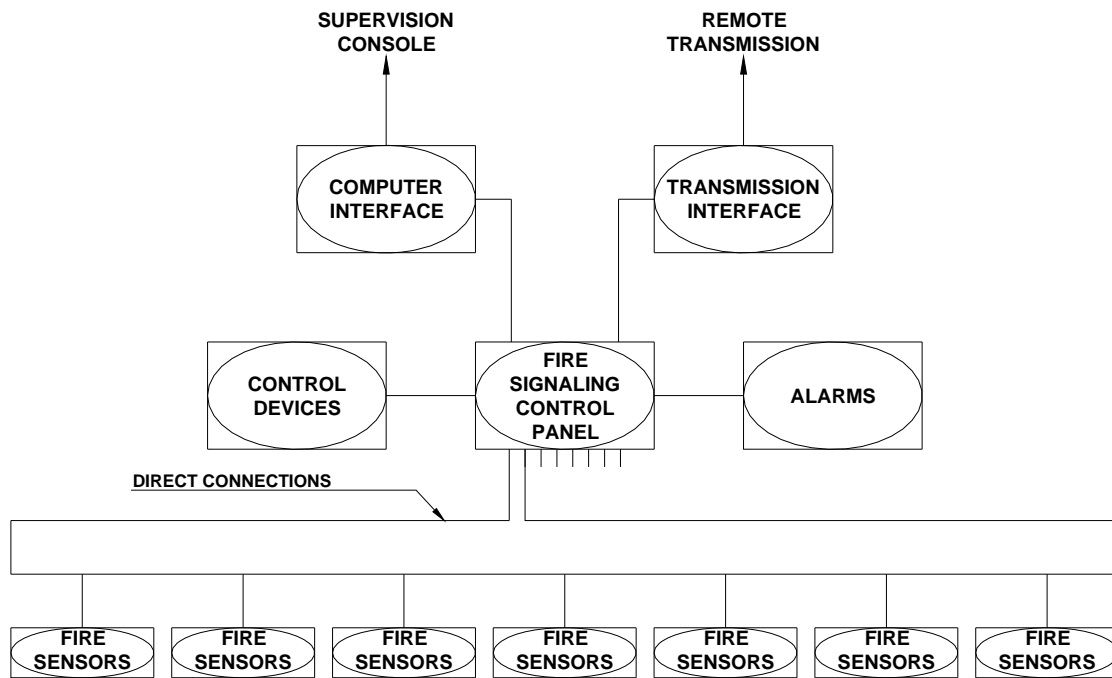 SUPERVISION
CONSOLE
REMOTE
TRANSMISSION
COMPUTER
INTERFACE
TRANSMISSION
INTERFACE
CONTROL
DEVICES
FIRE
SIGNALING
CONTROL
PANEL
ALARMS
DIRECT CONNECTIONS
FIRE
SENSORS
FIRE
SENSORS
FIRE
SENSORS
FIRE
SENSORS
FIRE
SENSORS
FIRE
SENSORS
FIRE
SENSORS